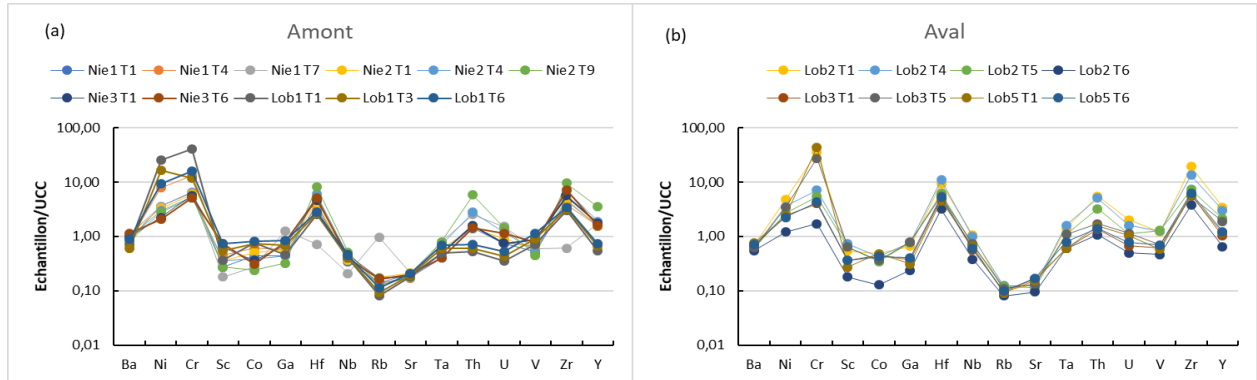 (a)
Amont
Nie1 T1 Nie1 T4 Nie1 T7 Nie2 T1 Nie2 T4 Nie2 T9
Nie3 T1 Nie3 T6 Lob1 T1 Lob1 T3 Lob1 T6
Echantillon/UCC
100,00
10,00
1,00
0,10
0,01
Ba Ni Cr Sc Co Ga Hf Nb Rb Sr Ta Th U V Zr Y
(b)
Aval
Lob2 T1 Lob2 T4 Lob2 T5 Lob2 T6
Lob3 T1 Lob3 T5 Lob5 T1 Lob5 T6
Echantillon/UCC
100,00
10,00
1,00
0,10
0,01
Ba Ni Cr Sc Co Ga Hf Nb Rb Sr Ta Th U V Zr Y